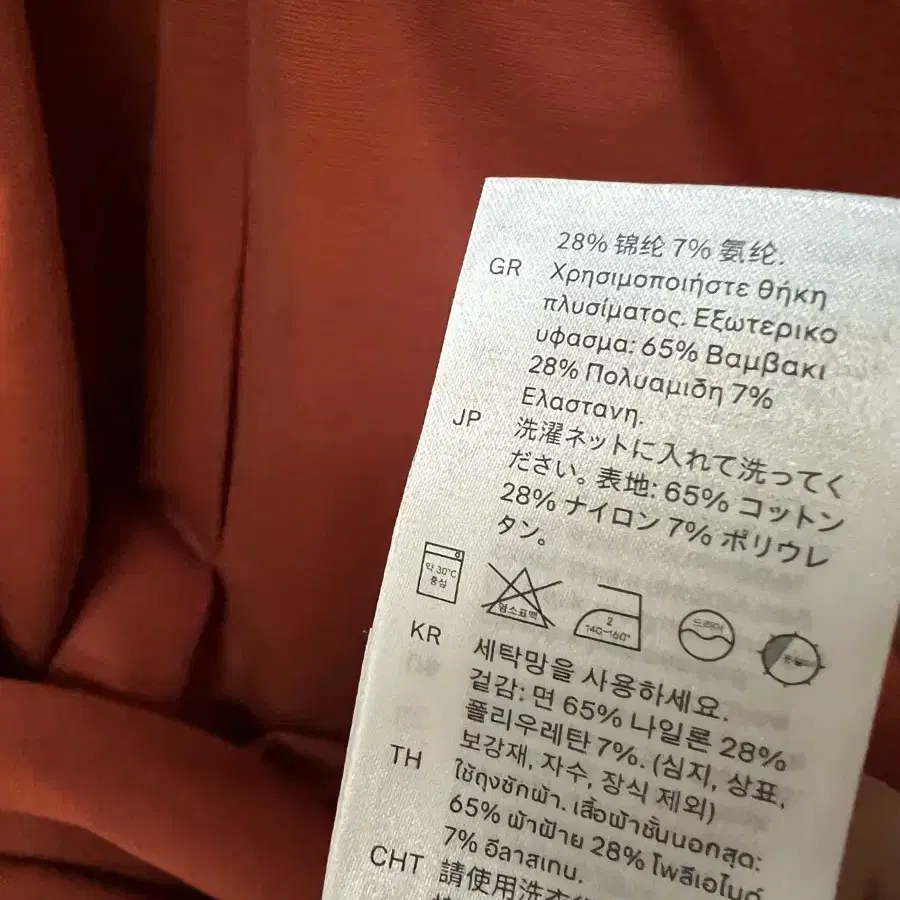 28% 锦纶 7% 氨纶.
GR Χρησιμοποιήστε θήκη
πλυσίματος. Εξωτερικο
υφασμα: 65% Βαμβακι
28% Πολυαμιδη 7%
Ελαστανη.
JP 洗濯ネットに入れて洗ってく
ださい。表地: 65% コットン
28% ナイロン 7% ポリウレ
タン。
약 30°C
중성
염소표백
2
140-160°
드라이
KR 세탁망을 사용하세요.
겉감: 면 65% 나일론 28%
폴리우레탄 7%. (심지, 상표,
보강재, 자수, 장식 제외)
TH ใช้ถุงซักผ้า. เสื้อผ้าชั้นนอกสุด:
65% ผ้าฝ้าย 28% โพลีเอไมด์
7% อีลาสเทน.
CHT 請使用洗衣